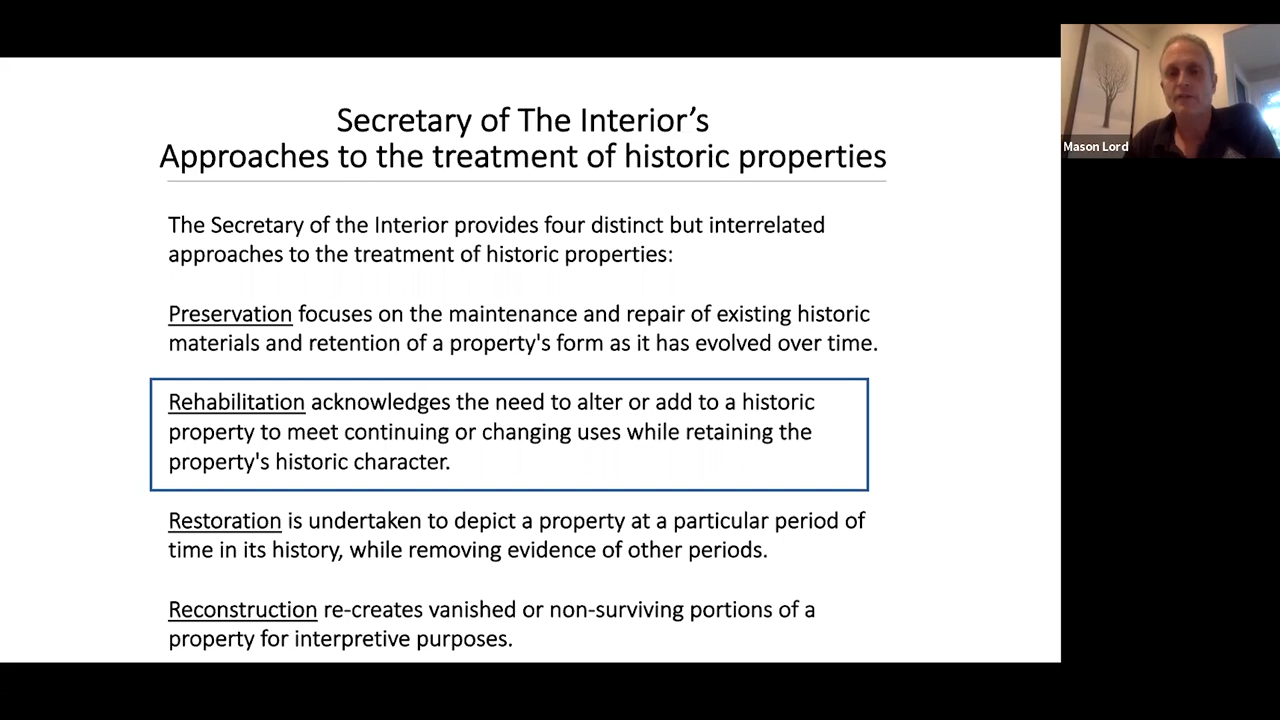 Secretary of The Interior’s
Approaches to the treatment of historic properties
The Secretary of the Interior provides four distinct but interrelated
approaches to the treatment of historic properties:
Preservation focuses on the maintenance and repair of existing historic
materials and retention of a property's form as it has evolved over time.
Rehabilitation acknowledges the need to alter or add to a historic
property to meet continuing or changing uses while retaining the
property's historic character.
Restoration is undertaken to depict a property at a particular period of
time in its history, while removing evidence of other periods.
Reconstruction re-creates vanished or non-surviving portions of a
property for interpretive purposes.
Mason Lord